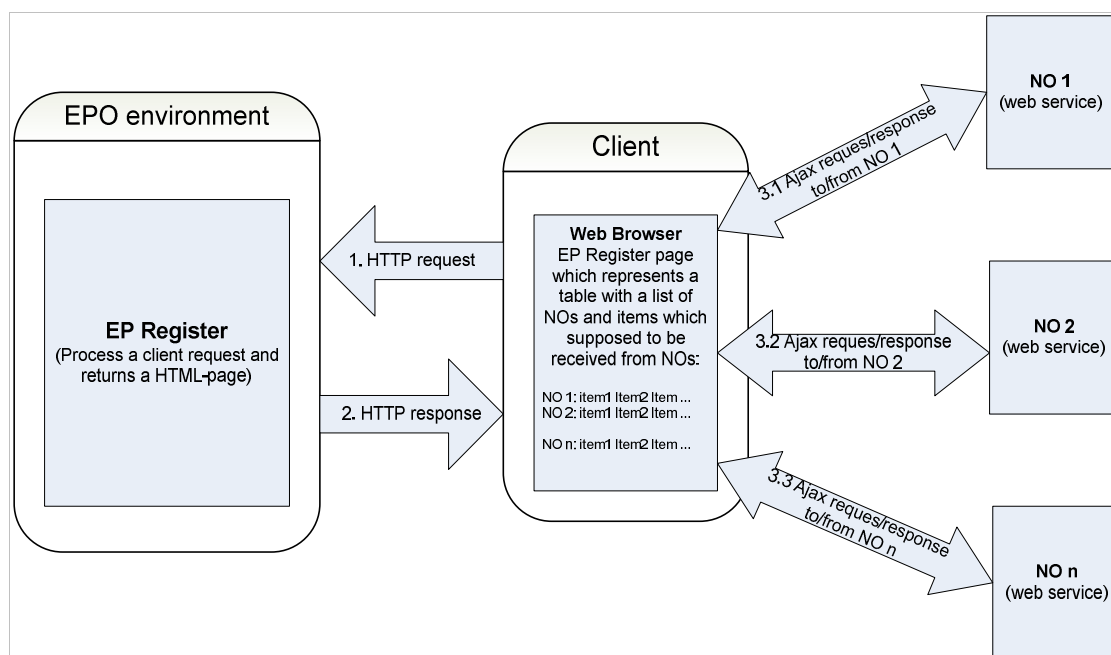 EPO environment
EP Register
(Process a client request and
returns a HTML-page)
1. HTTP request
2. HTTP response
Client
Web Browser
EP Register page
which represents a
table with a list of
NOs and items which
supposed to be
received from NOs:
NO 1: item1 Item2 Item ...
NO 2: item1 Item2 Item ...
NO n: item1 Item2 Item ...
3.1 Ajax reques/response
to/from NO 1
3.2 Ajax reques/response
to/from NO 2
3.3 Ajax reques/response
to/from NO n
NO 1
(web service)
NO 2
(web service)
NO n
(web service)